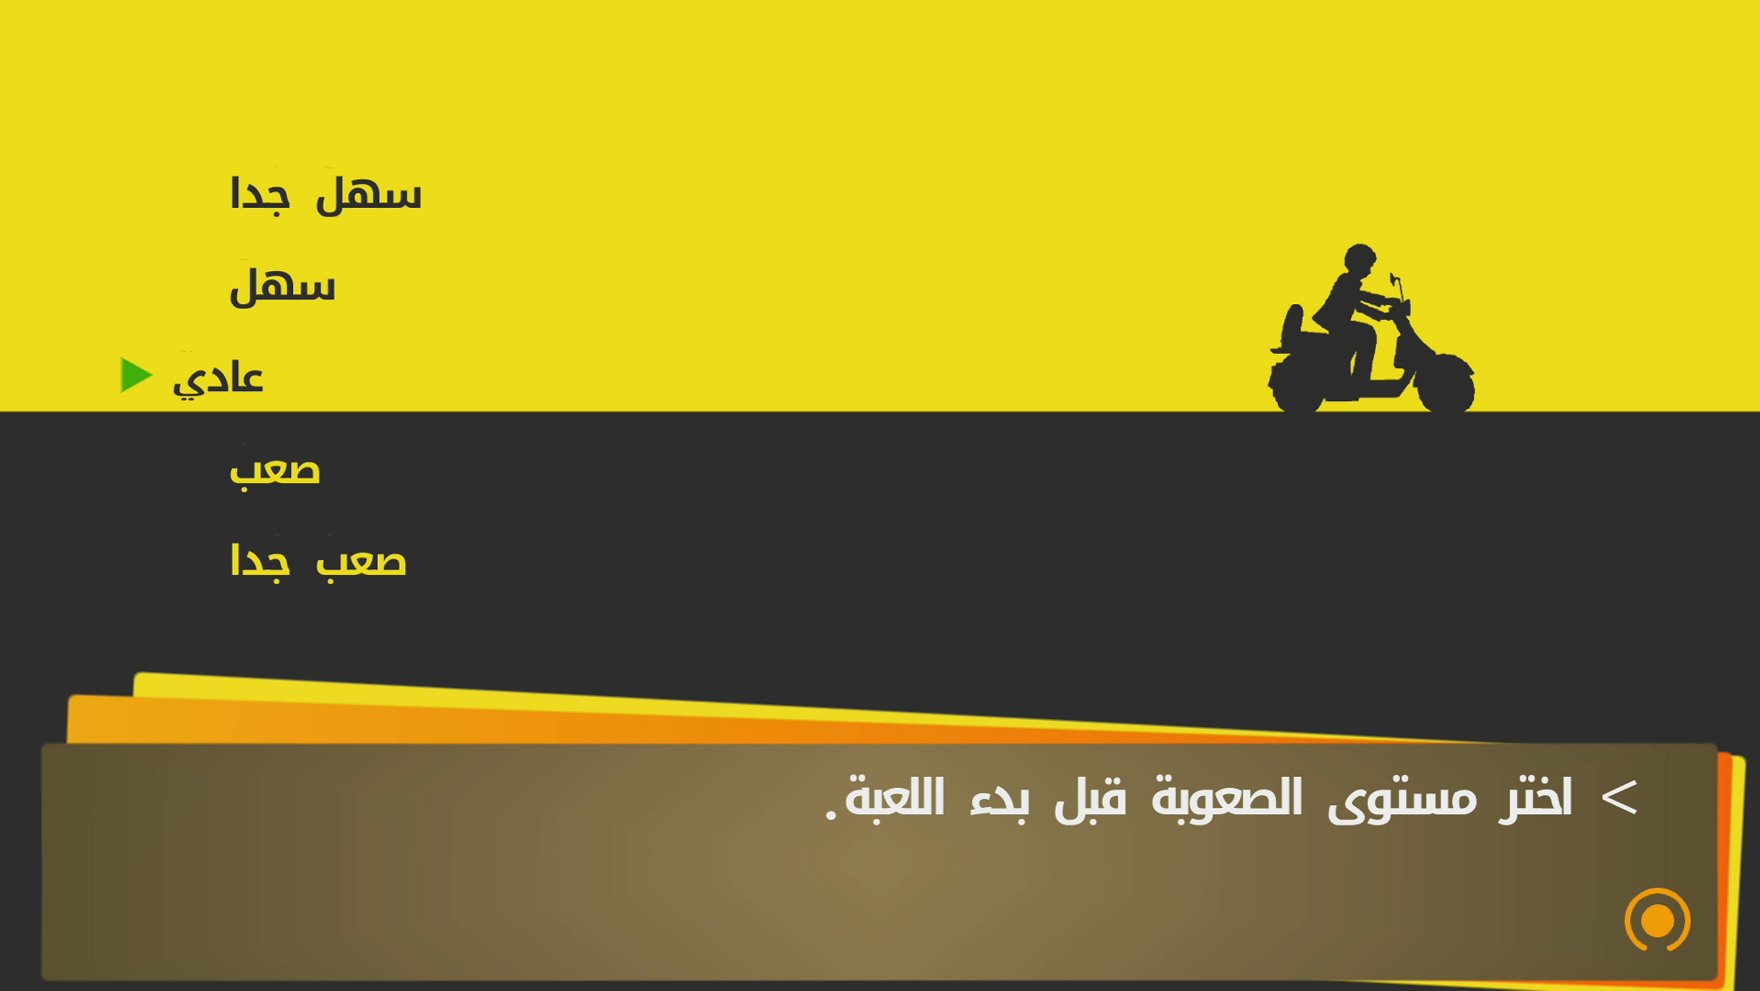 سهل جدا
سهل
عادي
صعب
صعب جدا
> اختر مستوى الصعوبة قبل بدء اللعبة.